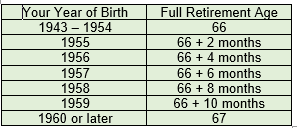 Your Year of Birth Full Retirement Age
1943 – 1954 66
1955 66 + 2 months
1956 66 + 4 months
1957 66 + 6 months
1958 66 + 8 months
1959 66 + 10 months
1960 or later 67